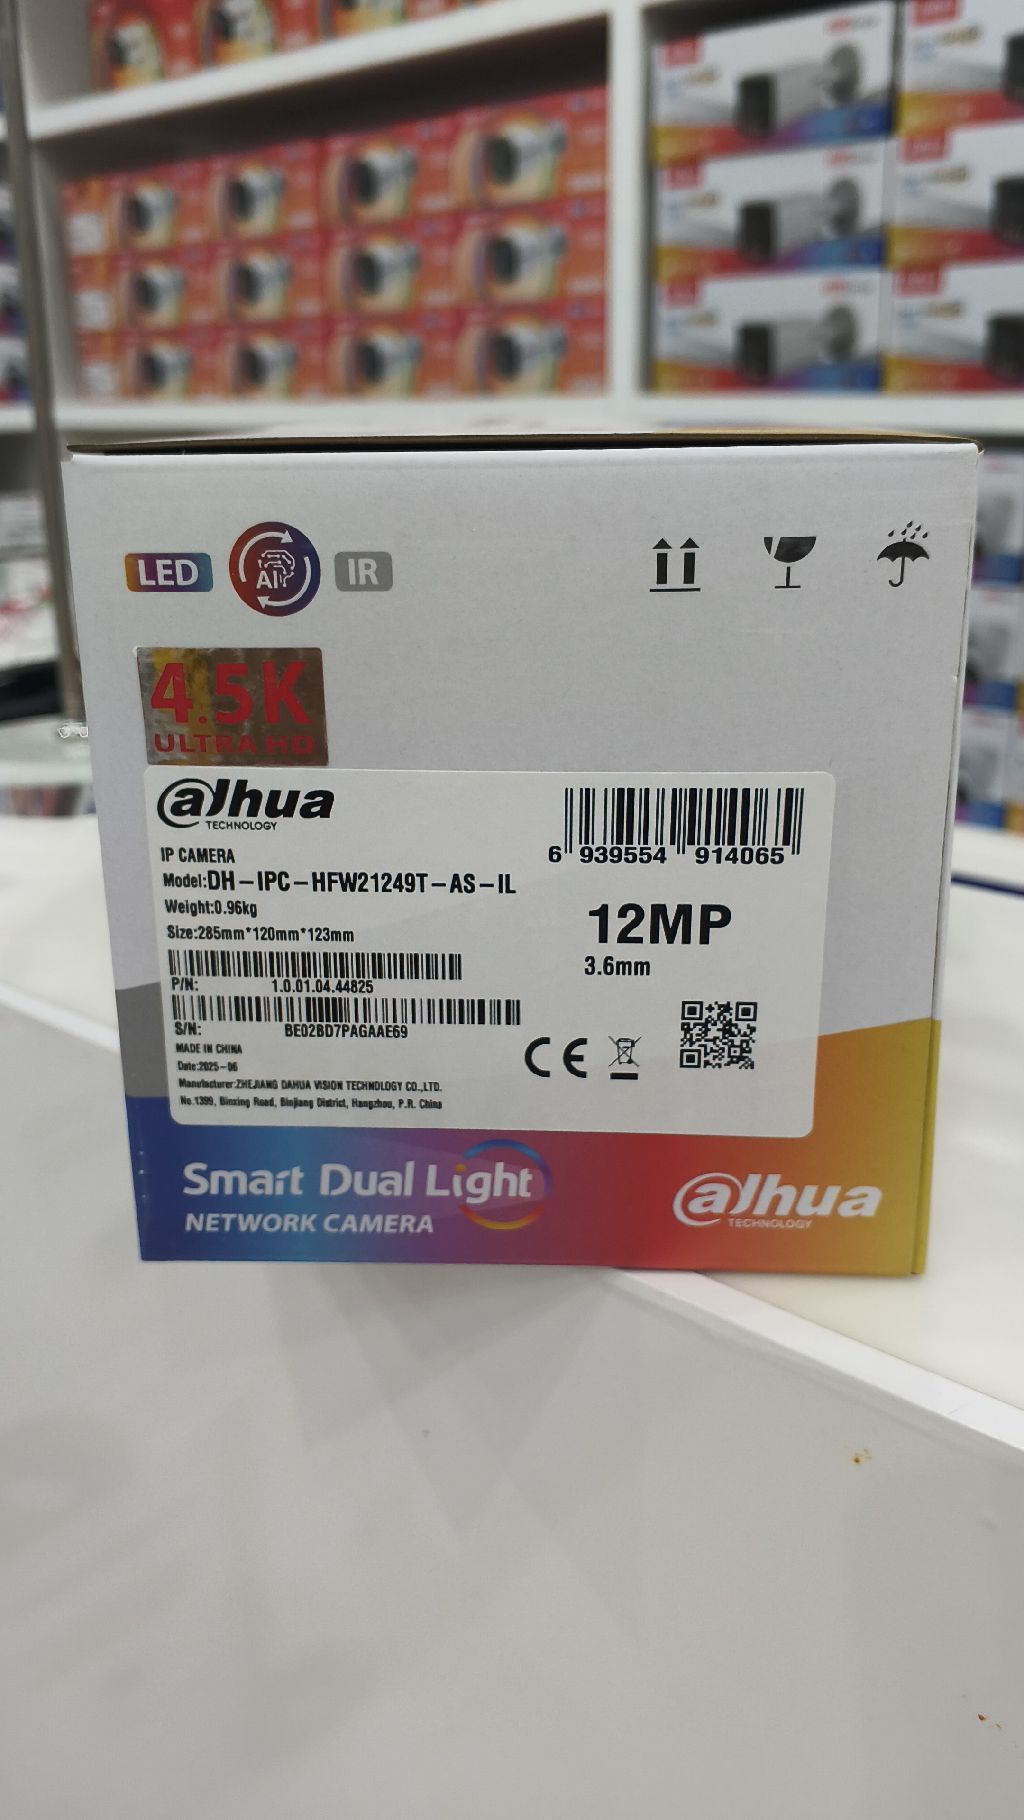 LED AI IR
4.5K
ULTRA HD
alhua
TECHNOLOGY
IP CAMERA
Model:DH-IPC-HFW21249T-AS-IL
Weight:0.96kg
Size:285mm*120mm*123mm
P/N: 1.0.01.04.44825
S/N: BE02BD7PAGAAE69
MADE IN CHINA
Date:2025-06
Manufacturer:ZHEJIANG DAHUA VISION TECHNOLOGY CO.,LTD.
No.1399, Binxing Road, Binjiang District, Hangzhou, P.R. China
6 939554 914065
12MP
3.6mm
CE
Smart Dual Light
NETWORK CAMERA
alhua
TECHNOLOGY